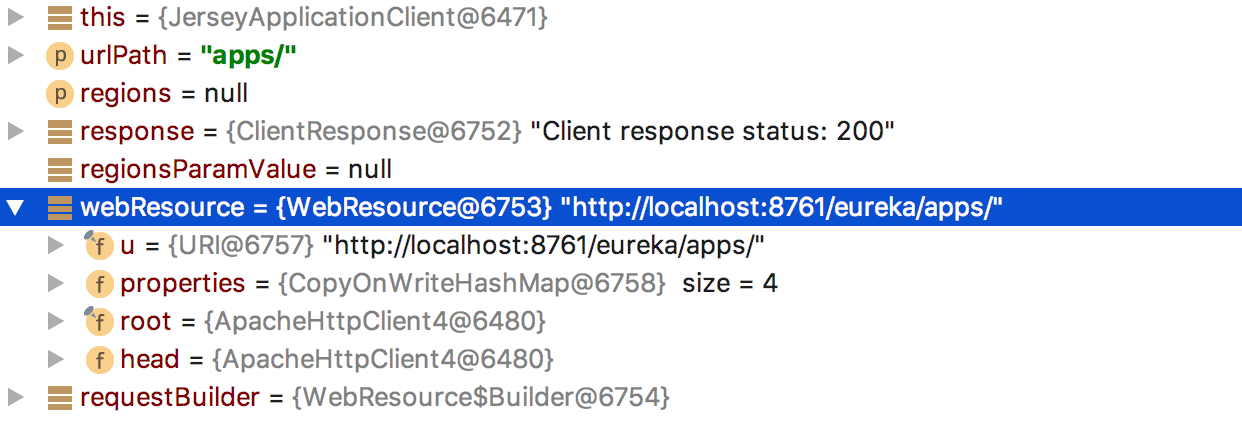 this = {JerseyApplicationClient@6471}
p urlPath = "apps/"
p regions = null
response = {ClientResponse@6752} "Client response status: 200"
regionsParamValue = null
webResource = {WebResource@6753} "http://localhost:8761/eureka/apps/"
f u = {URI@6757} "http://localhost:8761/eureka/apps/"
f properties = {CopyOnWriteHashMap@6758} size = 4
f root = {ApacheHttpClient4@6480}
f head = {ApacheHttpClient4@6480}
requestBuilder = {WebResource$Builder@6754}